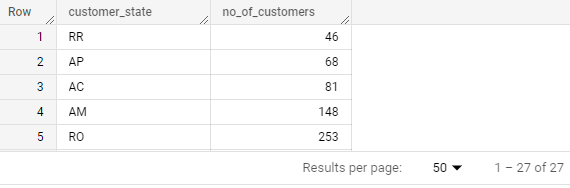 Row customer_state no_of_customers
1 RR 46
2 AP 68
3 AC 81
4 AM 148
5 RO 253
Results per page: 50 1 – 27 of 27